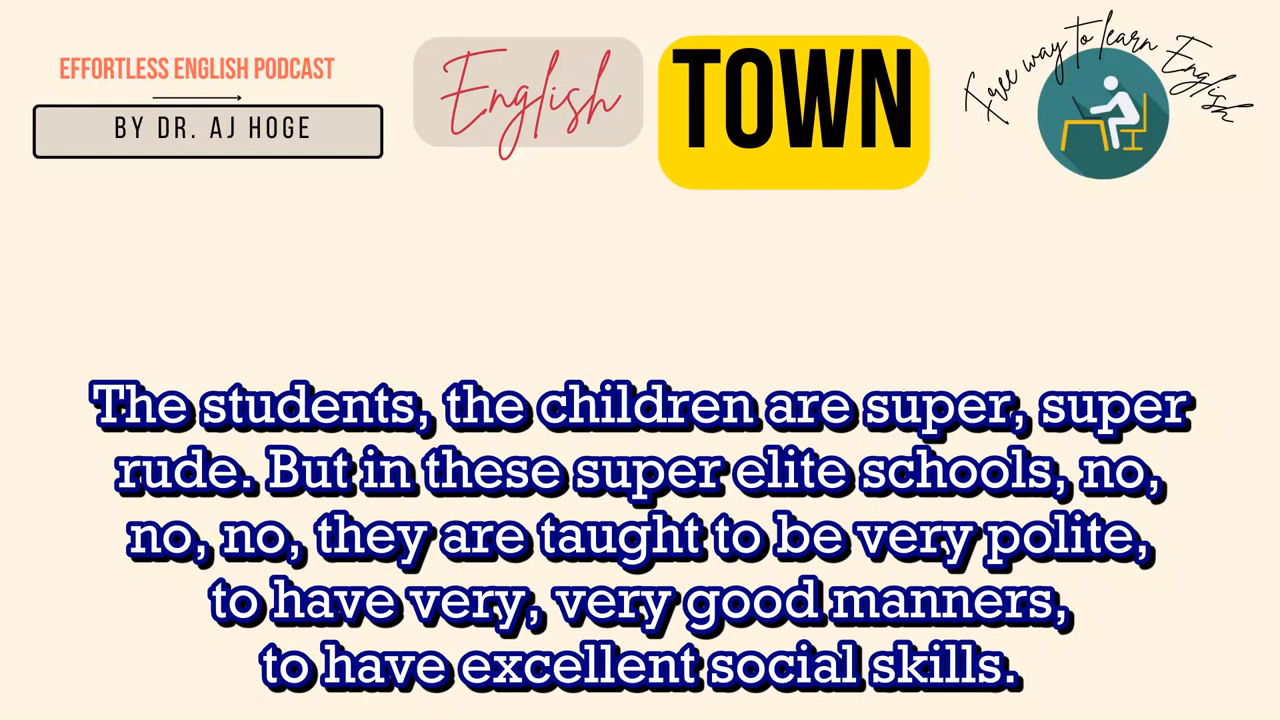 EFFORTLESS ENGLISH PODCAST
BY DR. AJ HOGE
English
TOWN
Free way to learn English
The students, the children are super, super
rude. But in these super elite schools, no,
no, no, they are taught to be very polite,
to have very, very good manners,
to have excellent social skills.